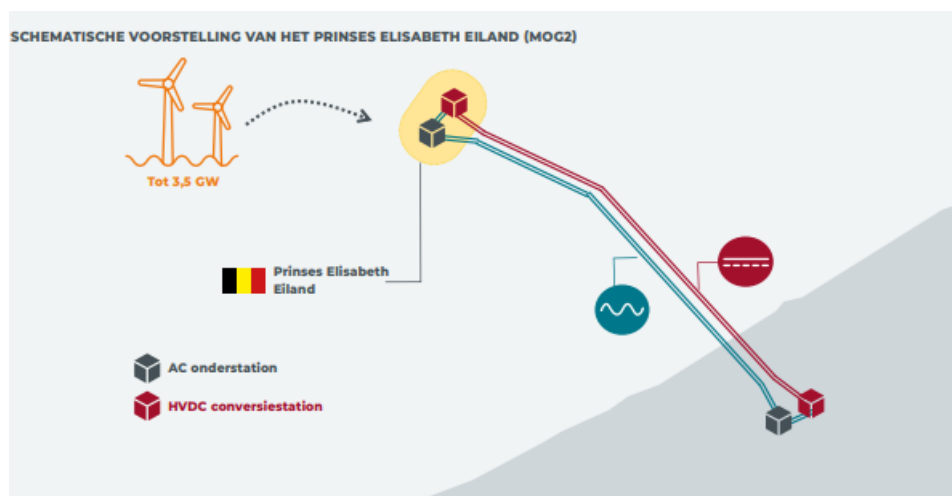 SCHEMATISCHE VOORSTELLING VAN HET PRINSES ELISABETH EILAND (MOG2)
Tot 3,5 GW
Prinses Elisabeth
Eiland
AC onderstation
HVDC conversiestation